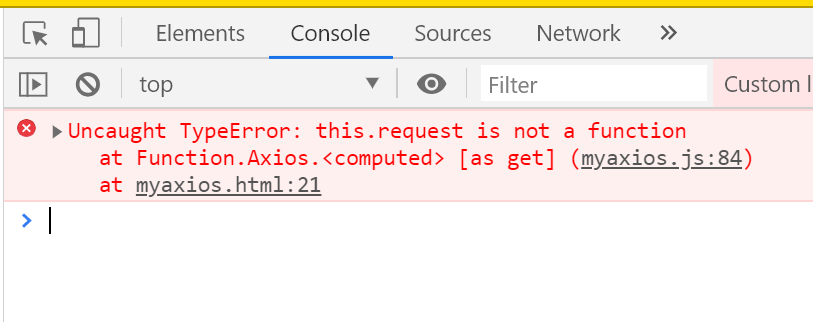 Elements Console Sources Network »
top Filter Custom l
Uncaught TypeError: this.request is not a function
at Function.Axios.<computed> [as get] (myaxios.js:84)
at myaxios.html:21
>